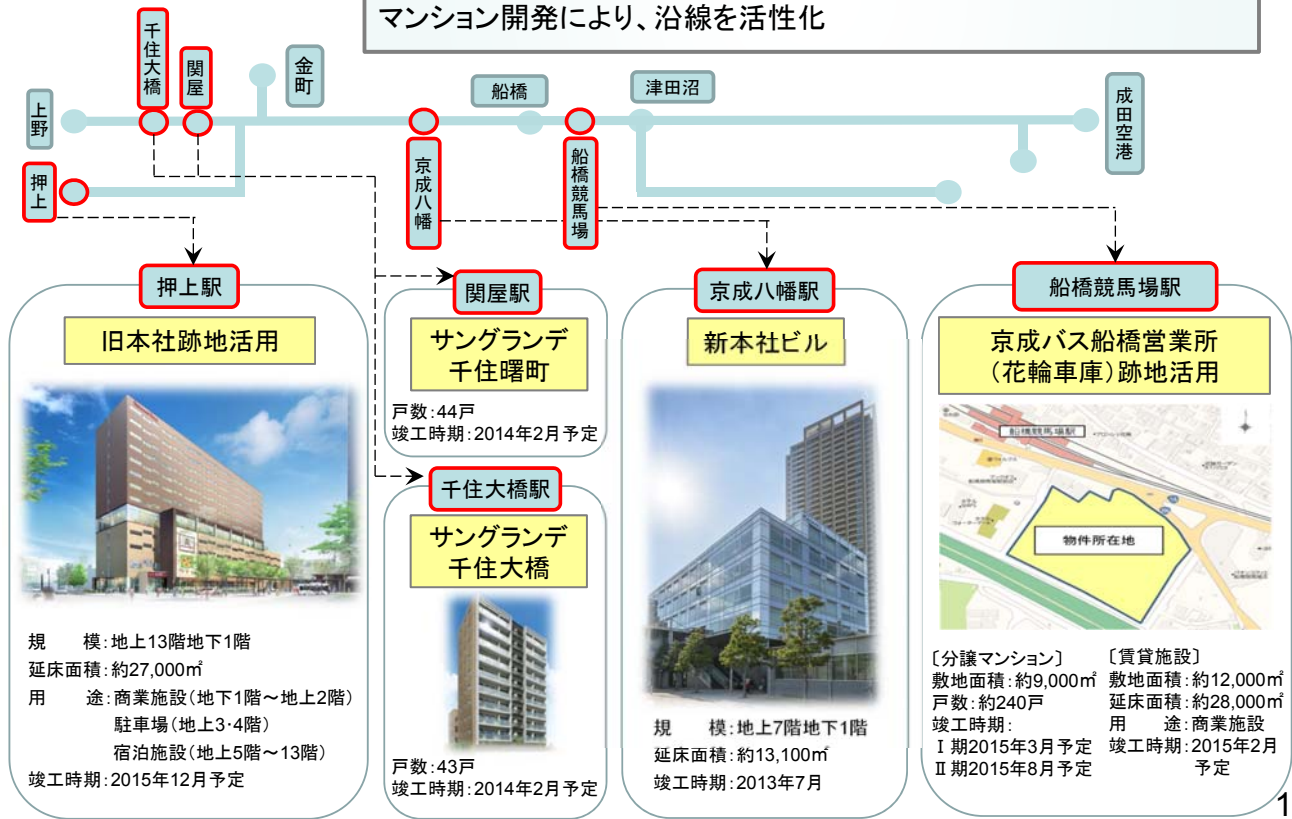 マンション開発により、沿線を活性化
上野
押上
千住大橋
関屋
金町
京成八幡
船橋
船橋競馬場
津田沼
成田空港
押上駅
旧本社跡地活用
規　模:地上13階地下1階
延床面積:約27,000㎡
用　途:商業施設(地下1階～地上2階)
駐車場(地上3・4階)
宿泊施設(地上5階～13階)
竣工時期:2015年12月予定
関屋駅
サングランデ
千住曙町
戸数:44戸
竣工時期:2014年2月予定
千住大橋駅
サングランデ
千住大橋
戸数:43戸
竣工時期:2014年2月予定
京成八幡駅
新本社ビル
規　模:地上7階地下1階
延床面積:約13,100㎡
竣工時期:2013年7月
船橋競馬場駅
京成バス船橋営業所
(花輪車庫)跡地活用
船橋競馬場駅
物件所在地
〔分譲マンション〕
敷地面積:約9,000㎡
戸数:約240戸
竣工時期:
Ⅰ期2015年3月予定
Ⅱ期2015年8月予定
〔賃貸施設〕
敷地面積:約12,000㎡
延床面積:約28,000㎡
用　途:商業施設
竣工時期:2015年2月
予定
1